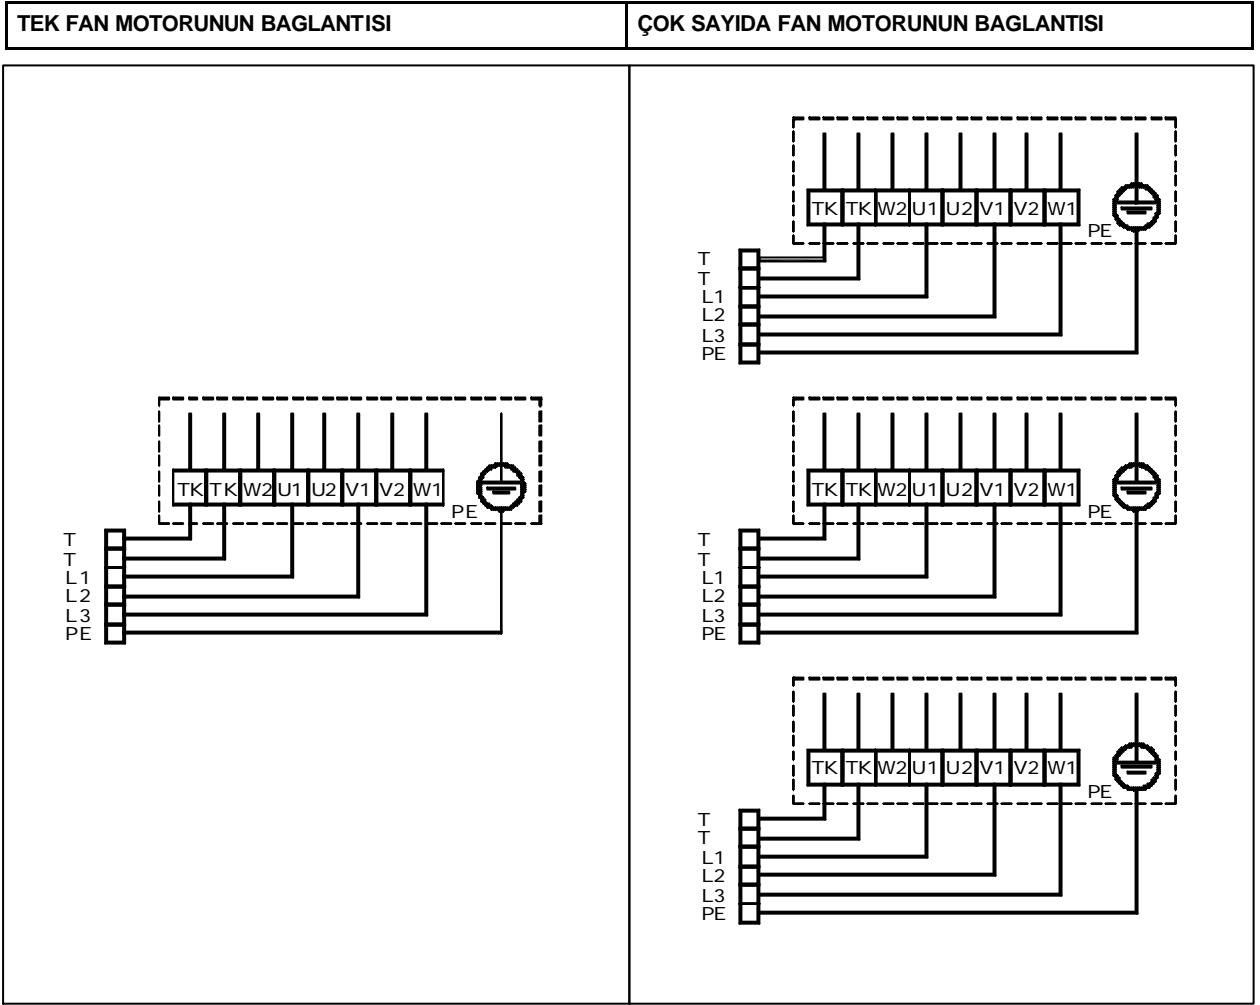 TEK FAN MOTORUNUN BAGLANTISI
ÇOK SAYIDA FAN MOTORUNUN BAGLANTISI
TK TK W2 U1 U2 V1 V2 W1
PE
T
T
L1
L2
L3
PE
TK TK W2 U1 U2 V1 V2 W1
PE
T
T
L1
L2
L3
PE
TK TK W2 U1 U2 V1 V2 W1
PE
T
T
L1
L2
L3
PE
TK TK W2 U1 U2 V1 V2 W1
PE
T
T
L1
L2
L3
PE